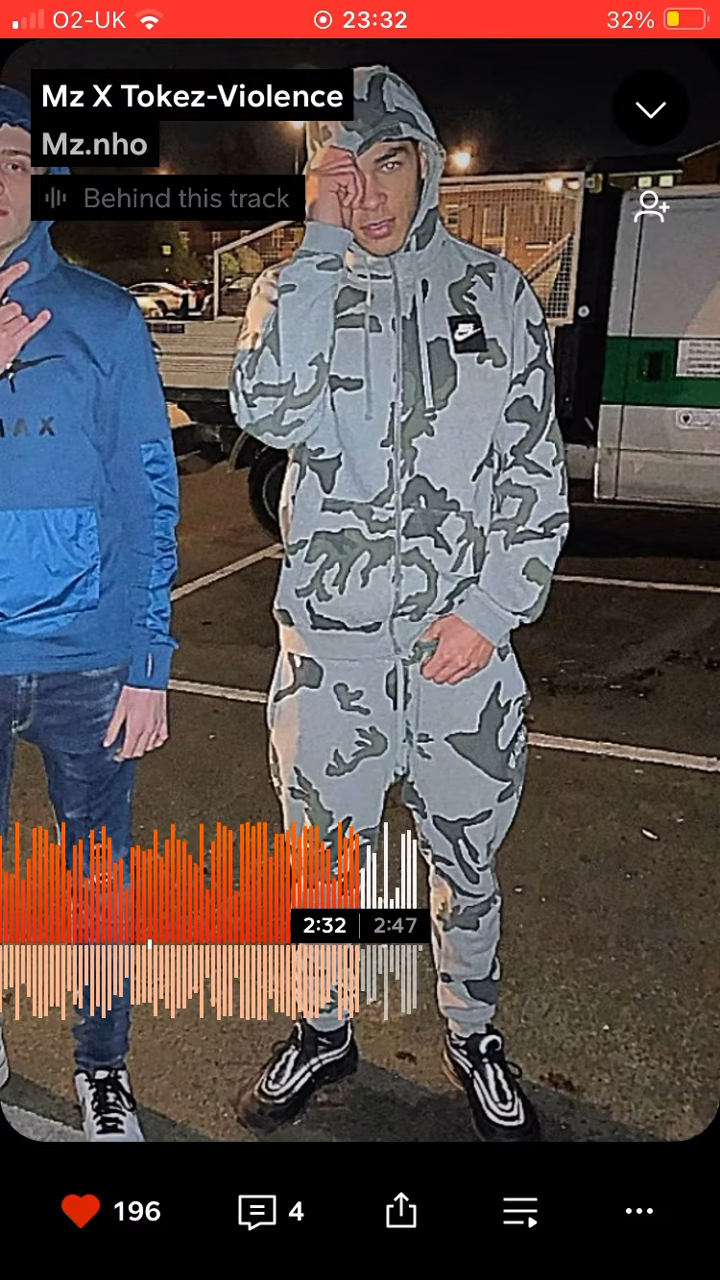 O2-UK
23:32
32%
Mz X Tokez-Violence
Mz.nho
Behind this track
2:32 2:47
196
4